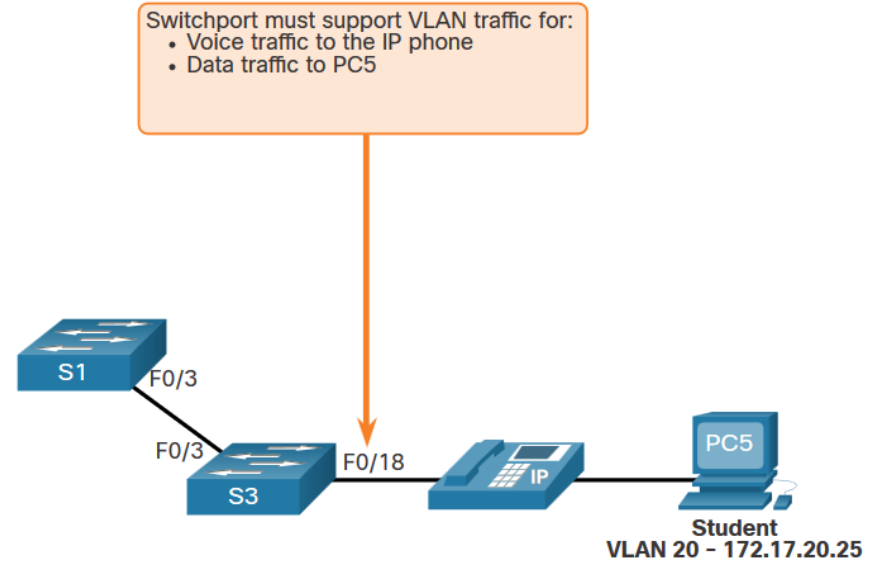 Switchport must support VLAN traffic for:
• Voice traffic to the IP phone
• Data traffic to PC5
S1
F0/3
F0/3
S3
F0/18
IP
PC5
Student
VLAN 20 - 172.17.20.25